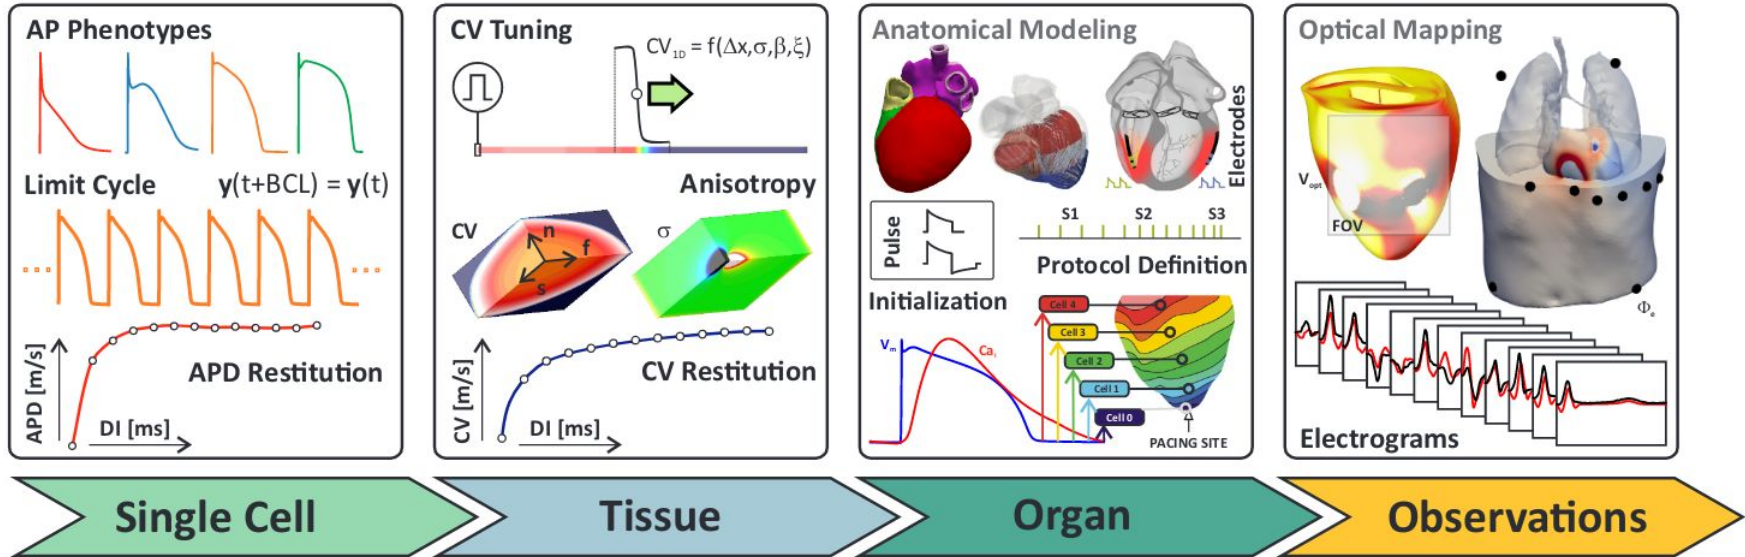 AP Phenotypes
Limit Cycle
y(t+BCL) = y(t)
APD [m/s]
APD Restitution
DI [ms]
CV Tuning
CV1D = f(Δx,σ,β,ξ)
Anisotropy
CV
n
f
s
σ
CV [m/s]
CV Restitution
DI [ms]
Anatomical Modeling
Electrodes
Pulse
S1 S2 S3
Protocol Definition
Initialization
Vm
Cai
Cell 4
Cell 3
Cell 2
Cell 1
Cell 0
PACING SITE
Optical Mapping
Vopt
FOV
Φe
Electrograms
Single Cell
Tissue
Organ
Observations